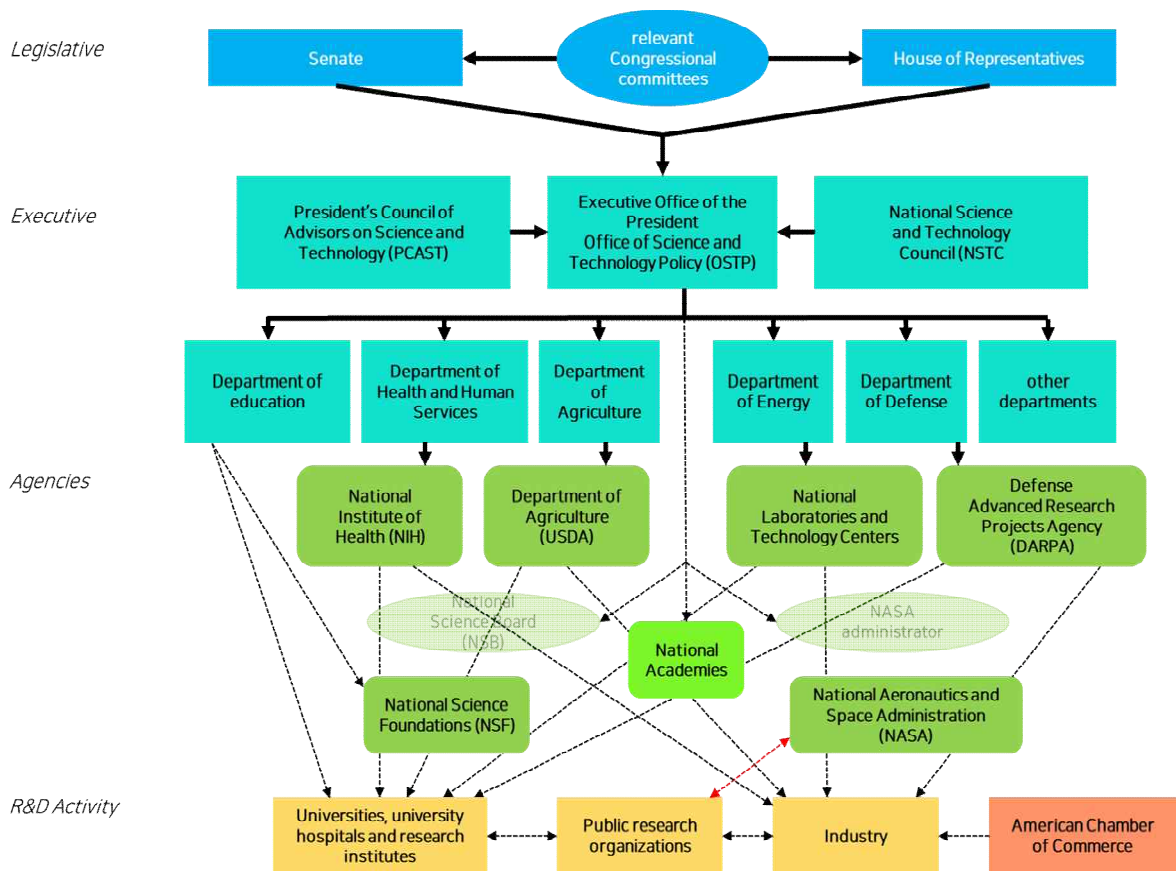 Legislative
Senate
relevant
Congressional
committees
House of Representatives
Executive
President's Council of
Advisors on Science and
Technology (PCAST)
Executive Office of the
President
Office of Science and
Technology Policy (OSTP)
National Science
and Technology
Council (NSTC
Department of
education
Department of
Health and Human
Services
Department
of
Agriculture
Department
of Energy
Department
of Defense
other
departments
Agencies
National
Institute of
Health (NIH)
Department of
Agriculture
(USDA)
National
Laboratories and
Technology Centers
Defense
Advanced Research
Projects Agency
(DARPA)
National
Science Board
(NSB)
NASA
administrator
National
Academies
National Science
Foundations (NSF)
National Aeronautics and
Space Administration
(NASA)
R&D Activity
Universities, university
hospitals and research
institutes
Public research
organizations
Industry
American Chamber
of Commerce